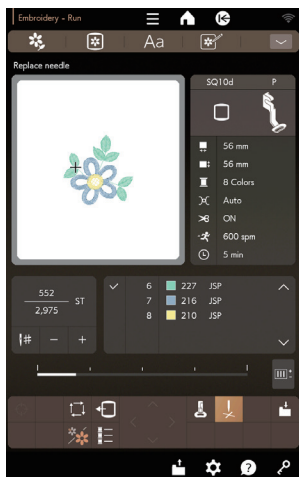 Embroidery - Run
Aa
Replace needle
SQ10d P
56 mm
56 mm
8 Colors
Auto
ON
600 spm
5 min
552
2,975
ST
# - +
6 227 JSP
7 216 JSP
8 210 JSP
?